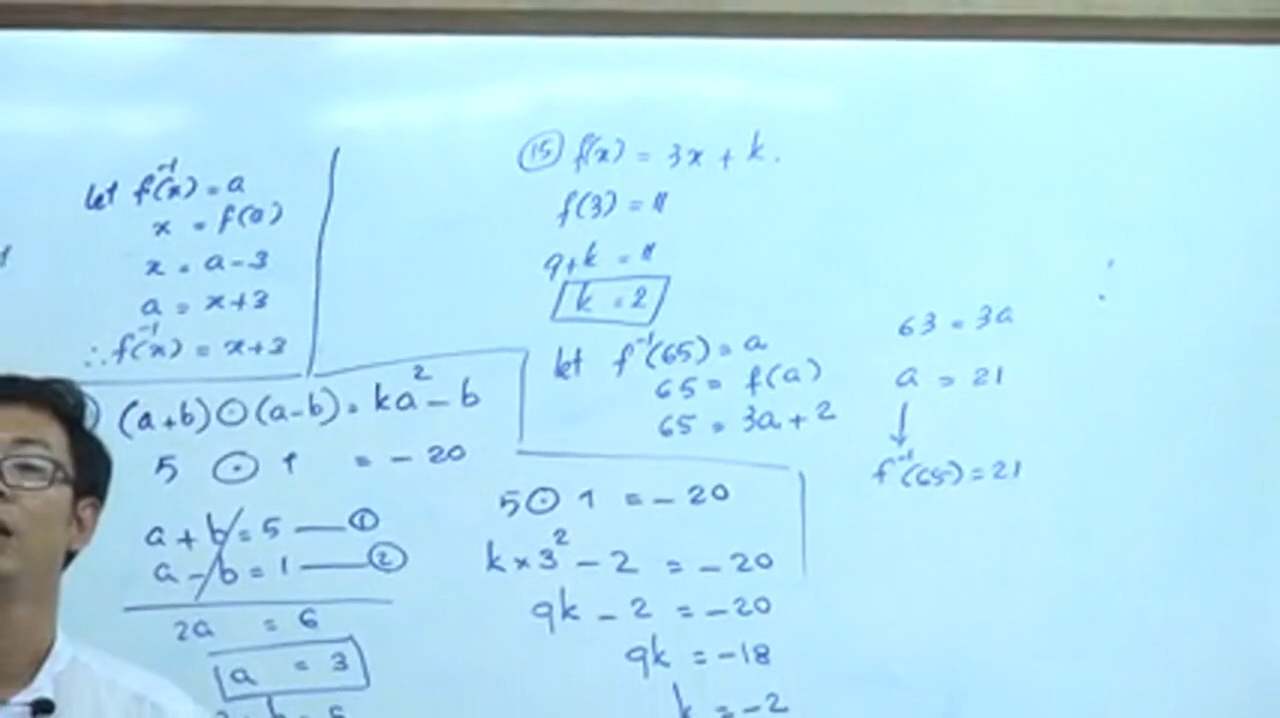 let f⁻¹(x) = a
x = f(a)
x = a - 3
a = x + 3
∴ f⁻¹(x) = x + 3
(a+b)⊙(a-b) = ka² - b
5 ⊙ 1 = - 20
a + b = 5 — ①
a - b = 1 — ②
2a = 6
a = 3
⑮ f(x) = 3x + k.
f(3) = 11
9 + k = 11
k = 2
let f⁻¹(65) = a
65 = f(a)
65 = 3a + 2
63 = 3a
a = 21
↓
f⁻¹(65) = 21
5 ⊙ 1 = - 20
k × 3² - 2 = - 20
9k - 2 = - 20
9k = -18
k = -2